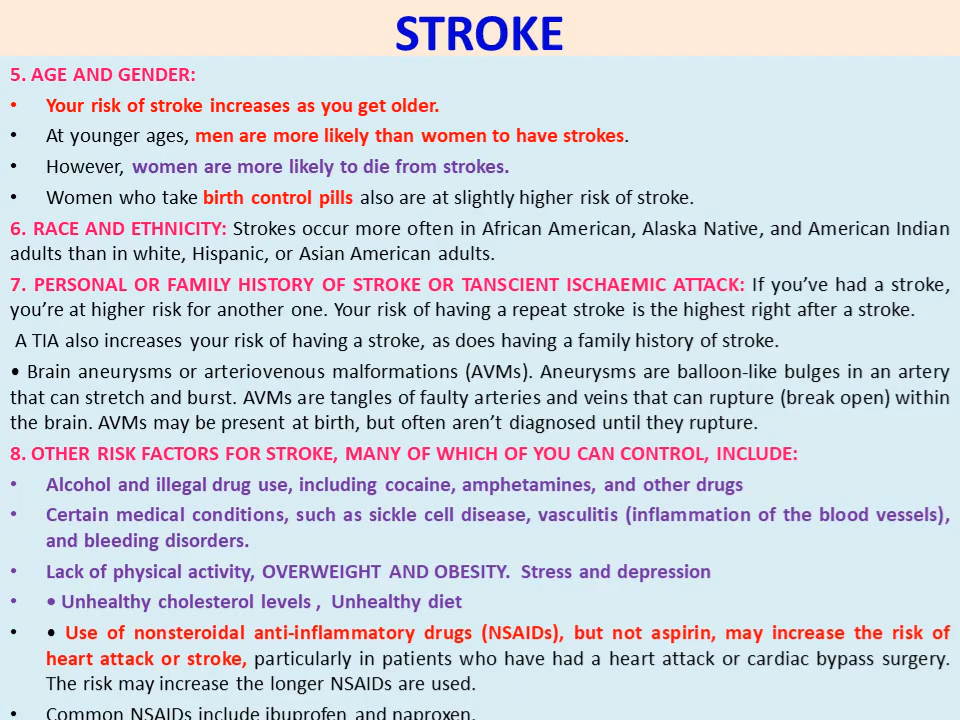 STROKE
5. AGE AND GENDER:
• Your risk of stroke increases as you get older.
• At younger ages, men are more likely than women to have strokes.
• However, women are more likely to die from strokes.
• Women who take birth control pills also are at slightly higher risk of stroke.
6. RACE AND ETHNICITY: Strokes occur more often in African American, Alaska Native, and American Indian
adults than in white, Hispanic, or Asian American adults.
7. PERSONAL OR FAMILY HISTORY OF STROKE OR TANSCIENT ISCHAEMIC ATTACK: If you’ve had a stroke,
you’re at higher risk for another one. Your risk of having a repeat stroke is the highest right after a stroke.
A TIA also increases your risk of having a stroke, as does having a family history of stroke.
• Brain aneurysms or arteriovenous malformations (AVMs). Aneurysms are balloon-like bulges in an artery
that can stretch and burst. AVMs are tangles of faulty arteries and veins that can rupture (break open) within
the brain. AVMs may be present at birth, but often aren’t diagnosed until they rupture.
8. OTHER RISK FACTORS FOR STROKE, MANY OF WHICH OF YOU CAN CONTROL, INCLUDE:
• Alcohol and illegal drug use, including cocaine, amphetamines, and other drugs
• Certain medical conditions, such as sickle cell disease, vasculitis (inflammation of the blood vessels),
and bleeding disorders.
• Lack of physical activity, OVERWEIGHT AND OBESITY. Stress and depression
• • Unhealthy cholesterol levels , Unhealthy diet
• • Use of nonsteroidal anti-inflammatory drugs (NSAIDs), but not aspirin, may increase the risk of
heart attack or stroke, particularly in patients who have had a heart attack or cardiac bypass surgery.
The risk may increase the longer NSAIDs are used.
• Common NSAIDs include ibuprofen and naproxen.